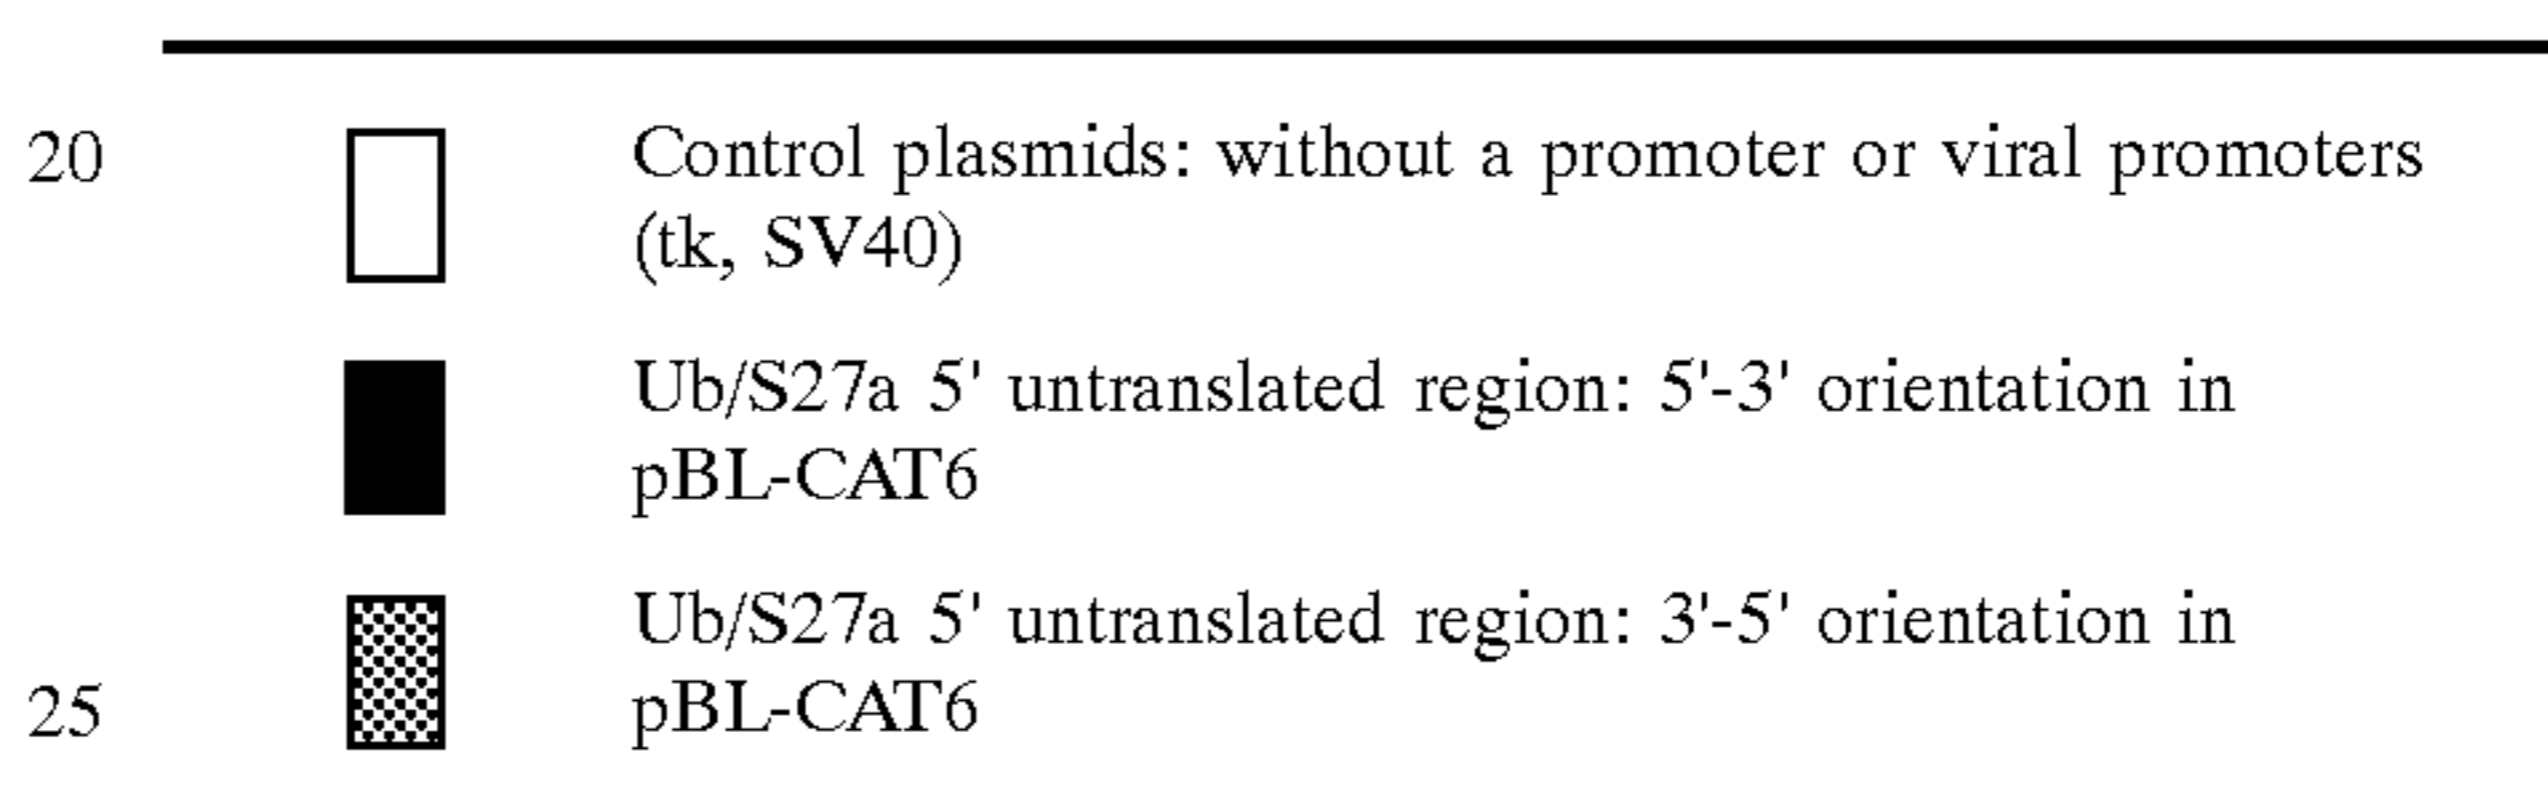 20 Control plasmids: without a promoter or viral promoters
(tk, SV40)
Ub/S27a 5' untranslated region: 5'-3' orientation in
pBL-CAT6
Ub/S27a 5' untranslated region: 3'-5' orientation in
25 pBL-CAT6